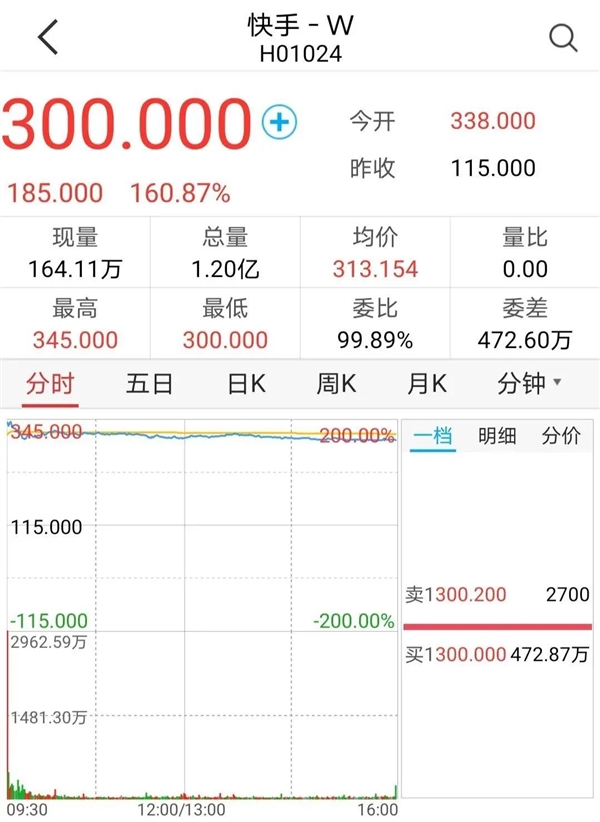 快手－W
H01024
300.000
185.000 160.87%
今开 338.000
昨收 115.000
现量 总量 均价 量比
164.11万 1.20亿 313.154 0.00
最高 最低 委比 委差
345.000 300.000 99.89% 472.60万
分时 五日 日K 周K 月K 分钟
345.000 200.00%
115.000
-115.000 -200.00%
2962.59万
1481.30万
09:30 12:00/13:00 16:00
一档 明细 分价
卖1 300.200 2700
买1 300.000 472.87万